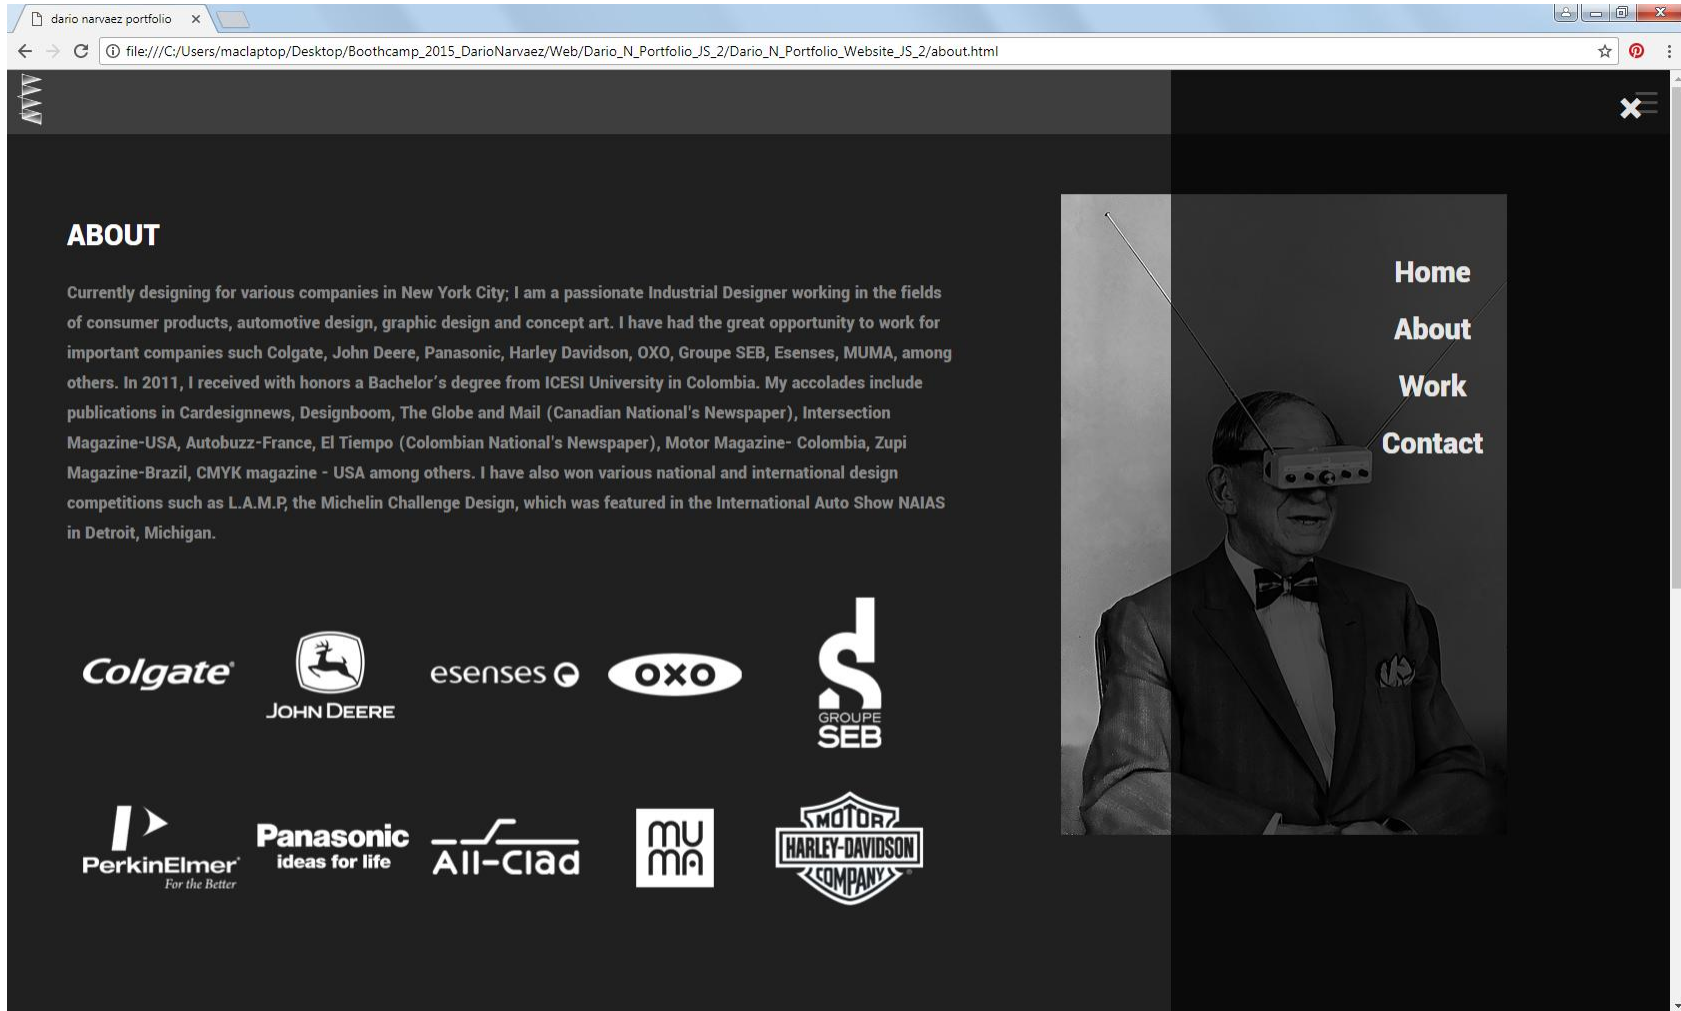 dario narvaez portfolio
file:///C:/Users/maclaptop/Desktop/Boothcamp_2015_DarioNarvaez/Web/Dario_N_Portfolio_JS_2/Dario_N_Portfolio_Website_JS_2/about.html
ABOUT
Currently designing for various companies in New York City; I am a passionate Industrial Designer working in the fields
of consumer products, automotive design, graphic design and concept art. I have had the great opportunity to work for
important companies such Colgate, John Deere, Panasonic, Harley Davidson, OXO, Groupe SEB, Esenses, MUMA, among
others. In 2011, I received with honors a Bachelor's degree from ICESI University in Colombia. My accolades include
publications in Cardesignnews, Designboom, The Globe and Mail (Canadian National's Newspaper), Intersection
Magazine-USA, Autobuzz-France, El Tiempo (Colombian National's Newspaper), Motor Magazine- Colombia, Zupi
Magazine-Brazil, CMYK magazine - USA among others. I have also won various national and international design
competitions such as L.A.M.P, the Michelin Challenge Design, which was featured in the International Auto Show NAIAS
in Detroit, Michigan.
Home
About
Work
Contact
Colgate®
JOHN DEERE
esenses e
OXO
GROUPE
SEB
PerkinElmer®
For the Better
Panasonic
ideas for life
All-Clad
MU
MA
MOTOR
HARLEY-DAVIDSON
COMPANY
®